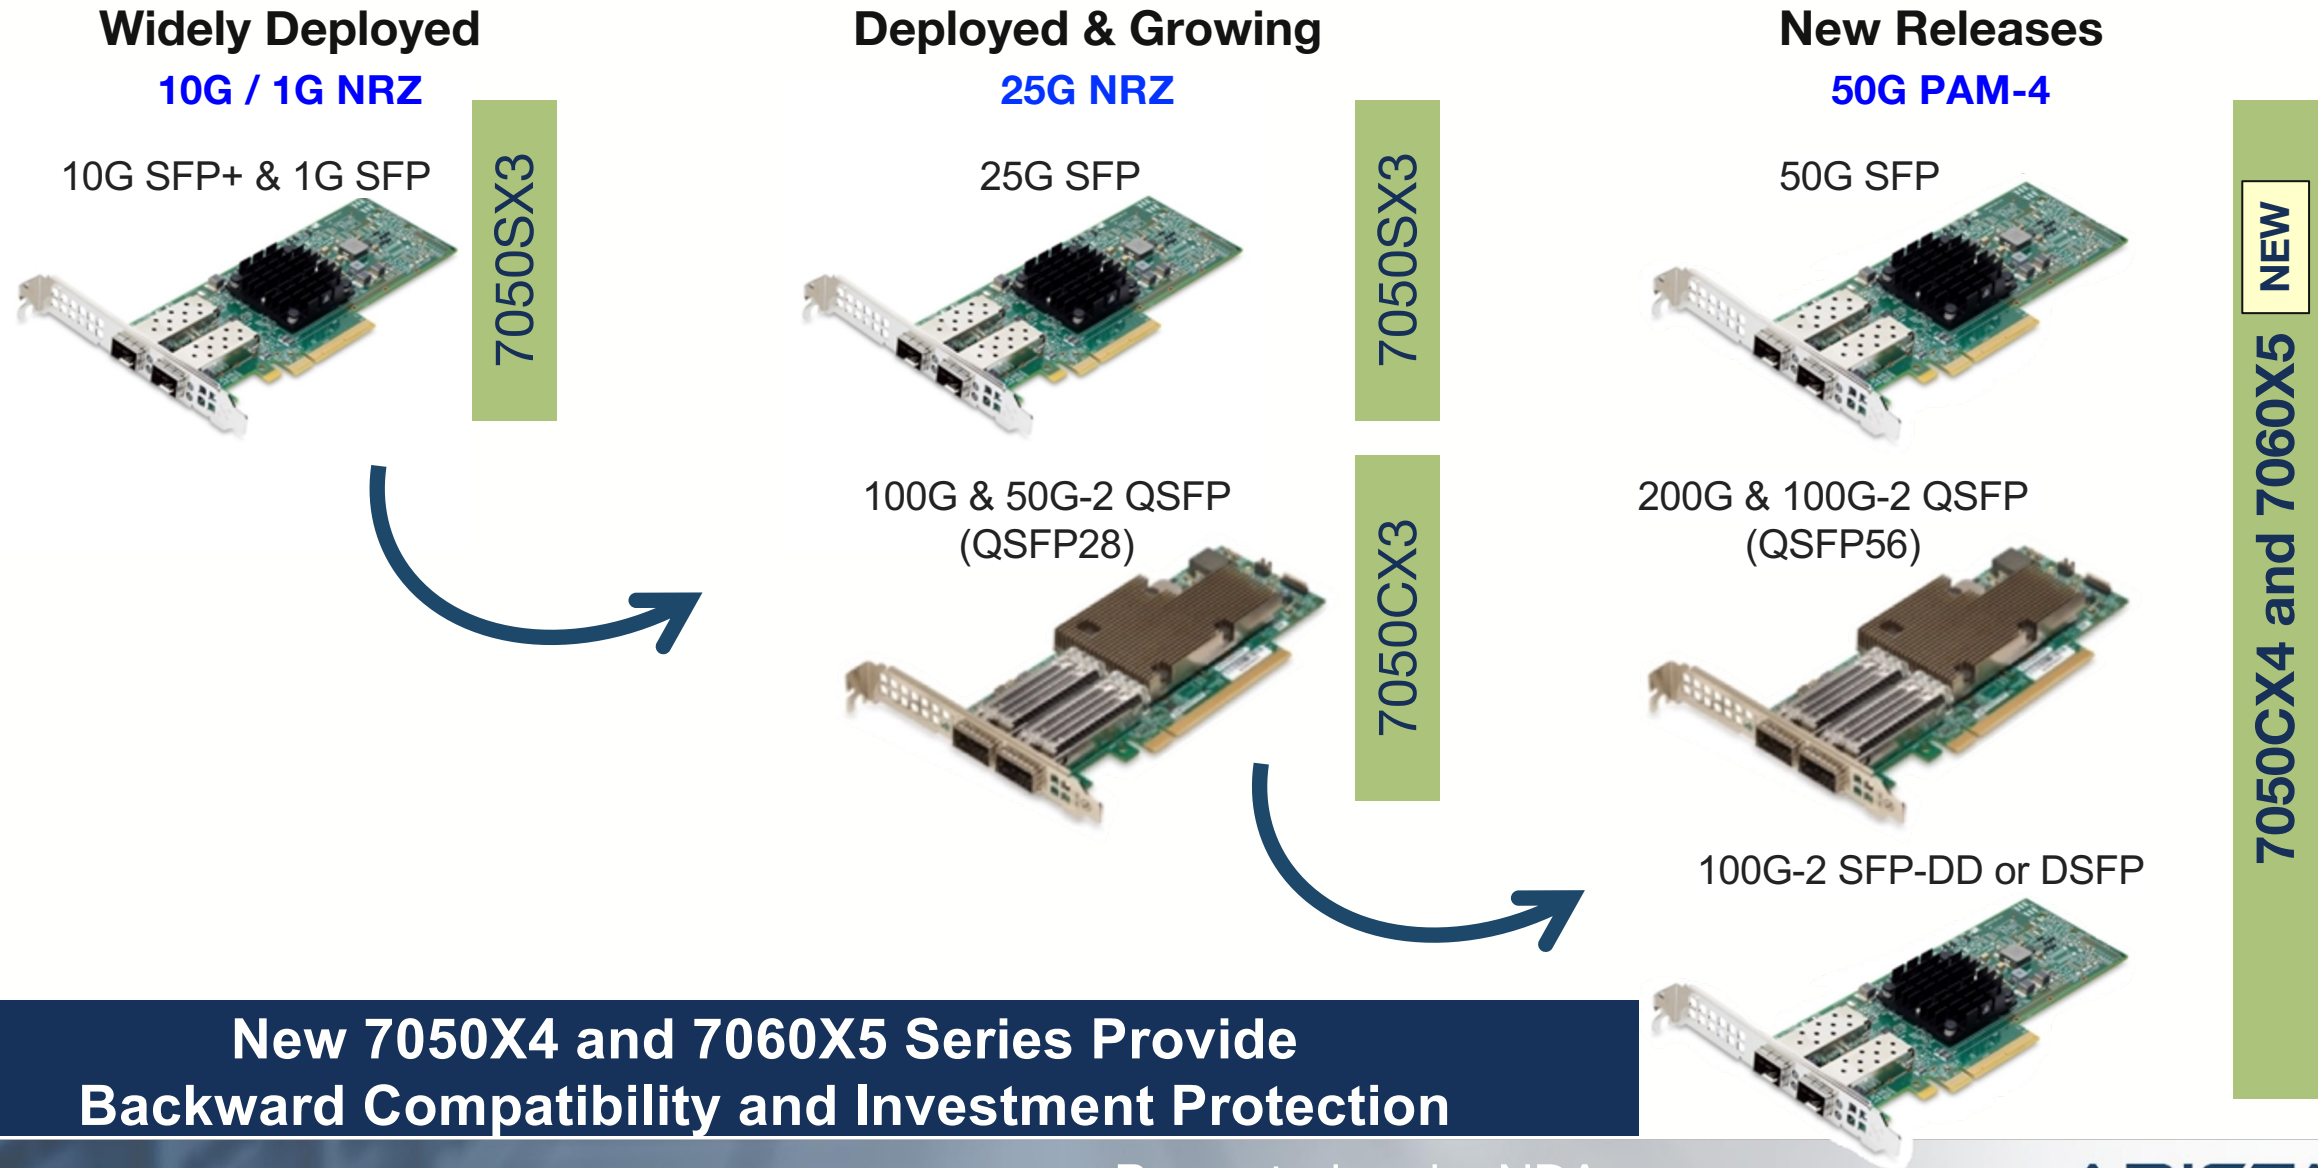 Widely Deployed
10G / 1G NRZ
10G SFP+ & 1G SFP
7050SX3
Deployed & Growing
25G NRZ
25G SFP
7050SX3
100G & 50G-2 QSFP
(QSFP28)
7050CX3
New Releases
50G PAM-4
50G SFP
200G & 100G-2 QSFP
(QSFP56)
100G-2 SFP-DD or DSFP
7050CX4 and 7060X5 NEW
New 7050X4 and 7060X5 Series Provide
Backward Compatibility and Investment Protection